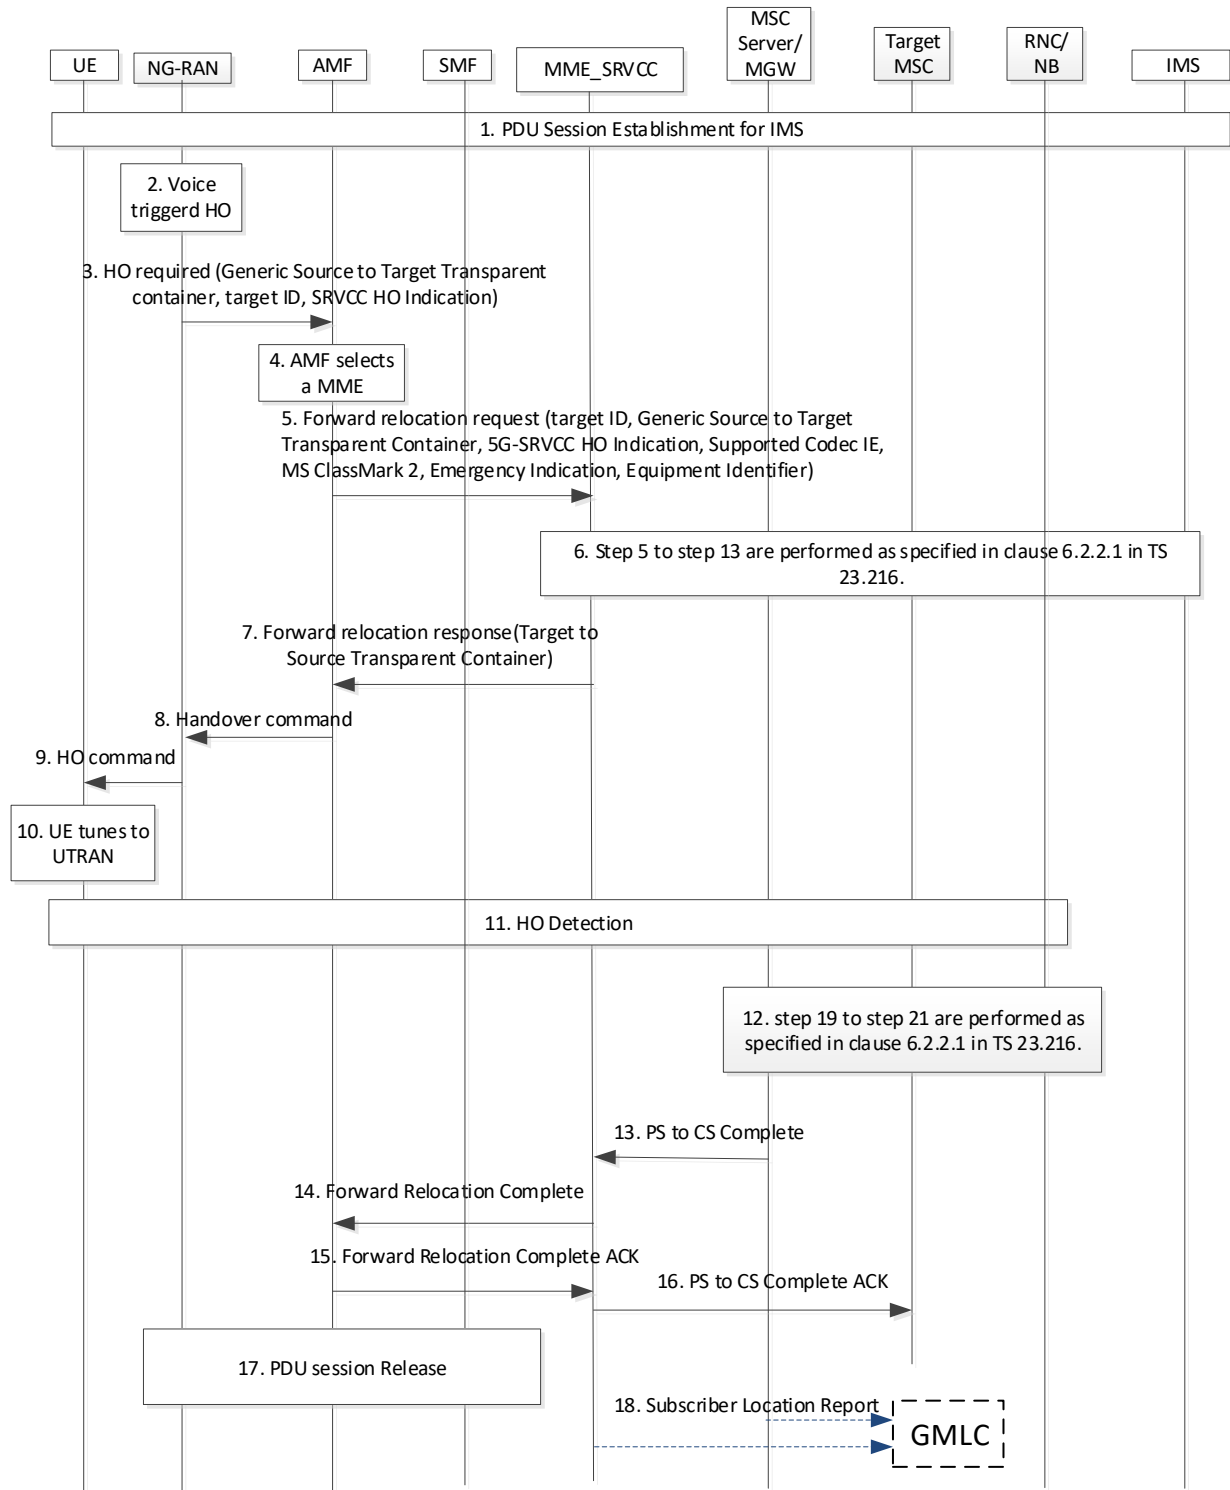 UE
NG-RAN
AMF
SMF
MME_SRVCC
MSC
Server/
MGW
Target
MSC
RNC/
NB
IMS
1. PDU Session Establishment for IMS
2. Voice
triggerd HO
3. HO required (Generic Source to Target Transparent
container, target ID, SRVCC HO Indication)
4. AMF selects
a MME
5. Forward relocation request (target ID, Generic Source to Target
Transparent Container, 5G-SRVCC HO Indication, Supported Codec IE,
MS ClassMark 2, Emergency Indication, Equipment Identifier)
6. Step 5 to step 13 are performed as specified in clause 6.2.2.1 in TS
23.216.
7. Forward relocation response(Target to
Source Transparent Container)
8. Handover command
9. HO command
10. UE tunes to
UTRAN
11. HO Detection
12. step 19 to step 21 are performed as
specified in clause 6.2.2.1 in TS 23.216.
13. PS to CS Complete
14. Forward Relocation Complete
15. Forward Relocation Complete ACK
16. PS to CS Complete ACK
17. PDU session Release
18. Subscriber Location Report
GMLC